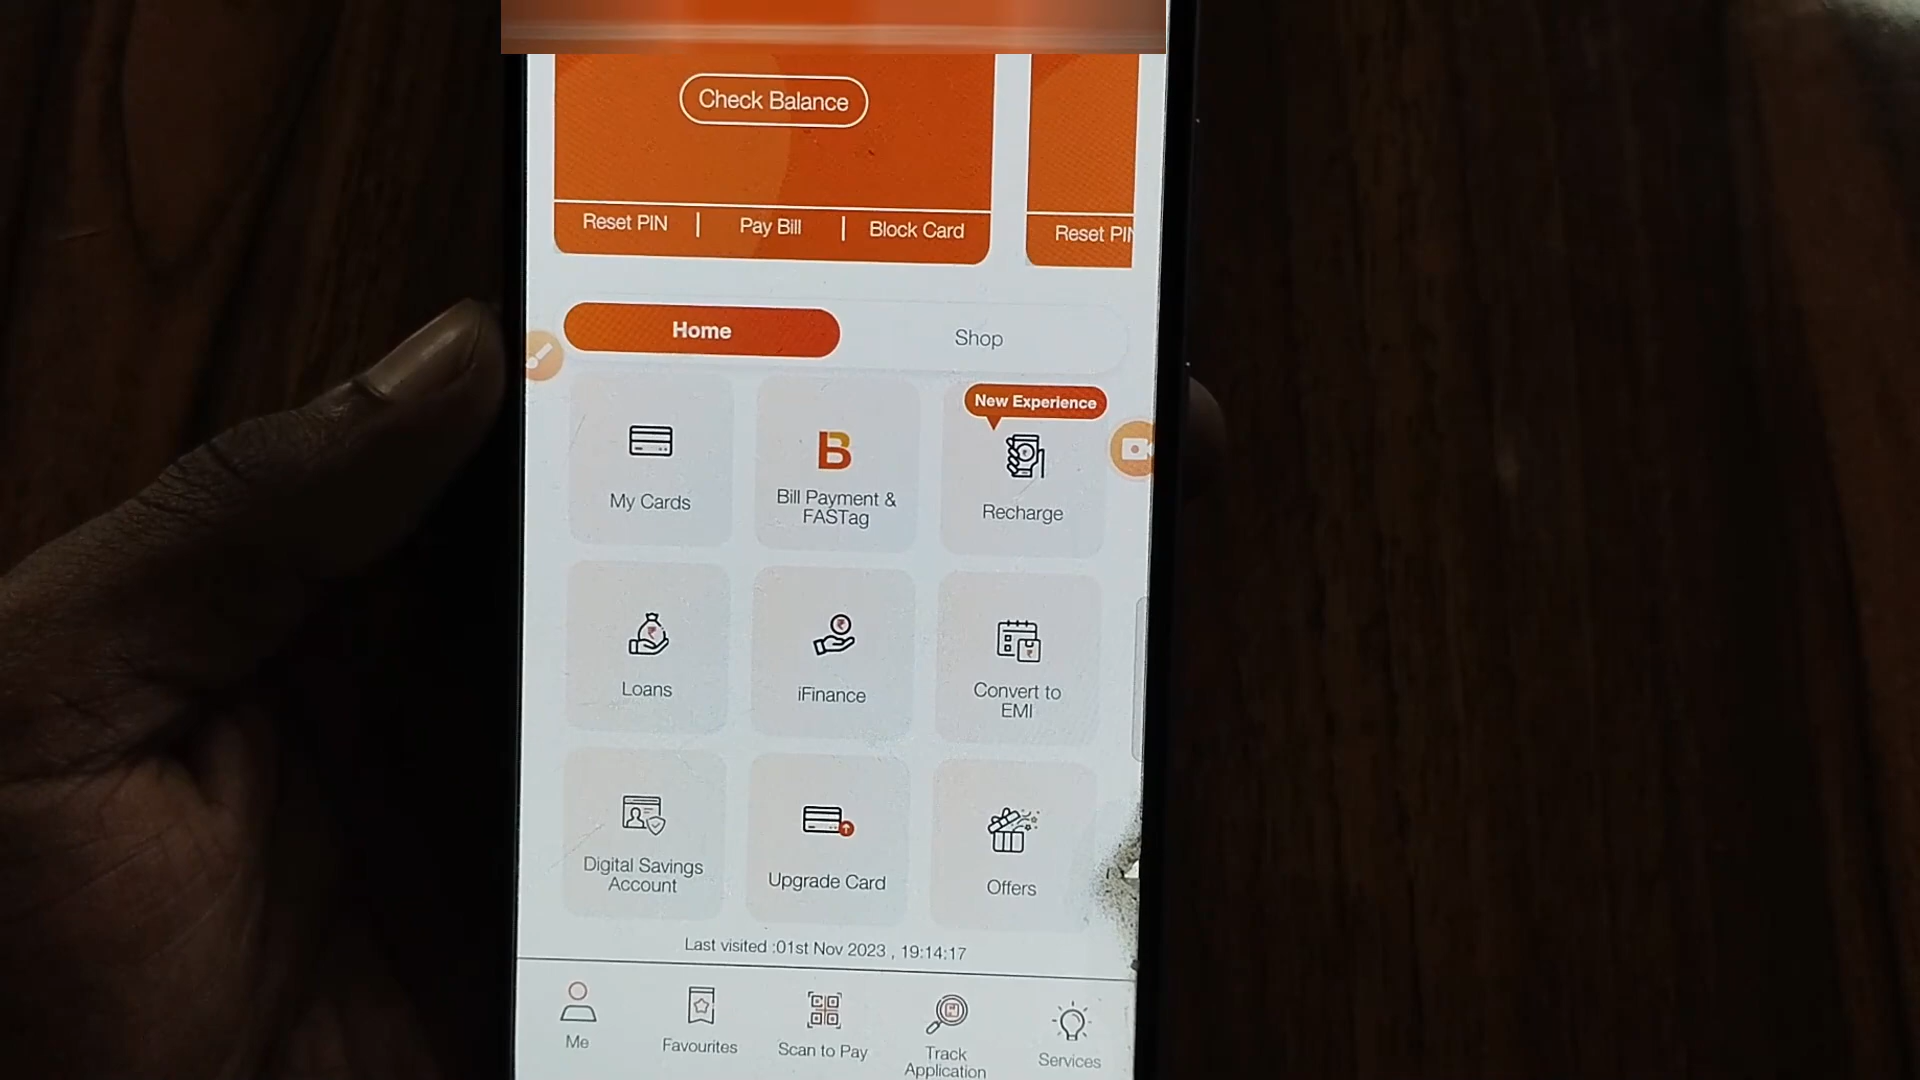 Check Balance
Reset PIN | Pay Bill | Block Card
Reset PIN
Home
Shop
New Experience
My Cards
B
Bill Payment &
FASTag
Recharge
Loans
iFinance
Convert to
EMI
Digital Savings
Account
Upgrade Card
Offers
Last visited :01st Nov 2023 , 19:14:17
Me
Favourites
Scan to Pay
Track
Application
Services